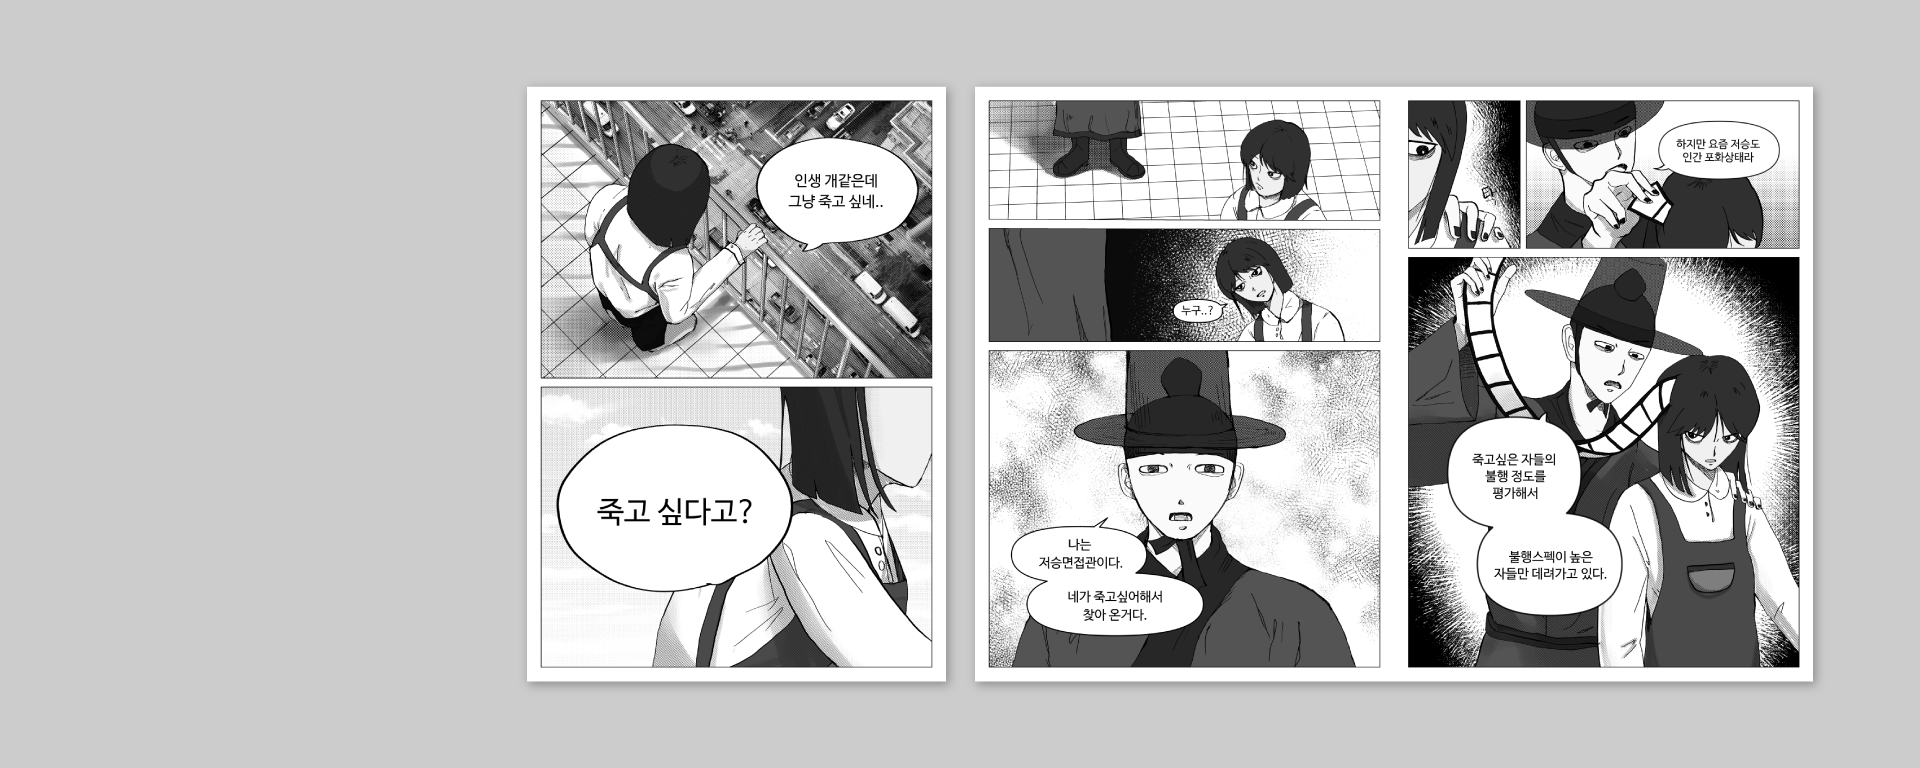 인생 개같은데
그냥 죽고 싶네..
죽고 싶다고?
누구..?
나는
저승면접관이다.
네가 죽고싶어해서
찾아 온거다.
하지만 요즘 저승도
인간 포화상태라
죽고싶은 자들의
불행 정도를
평가해서
불행스펙이 높은
자들만 데려가고 있다.